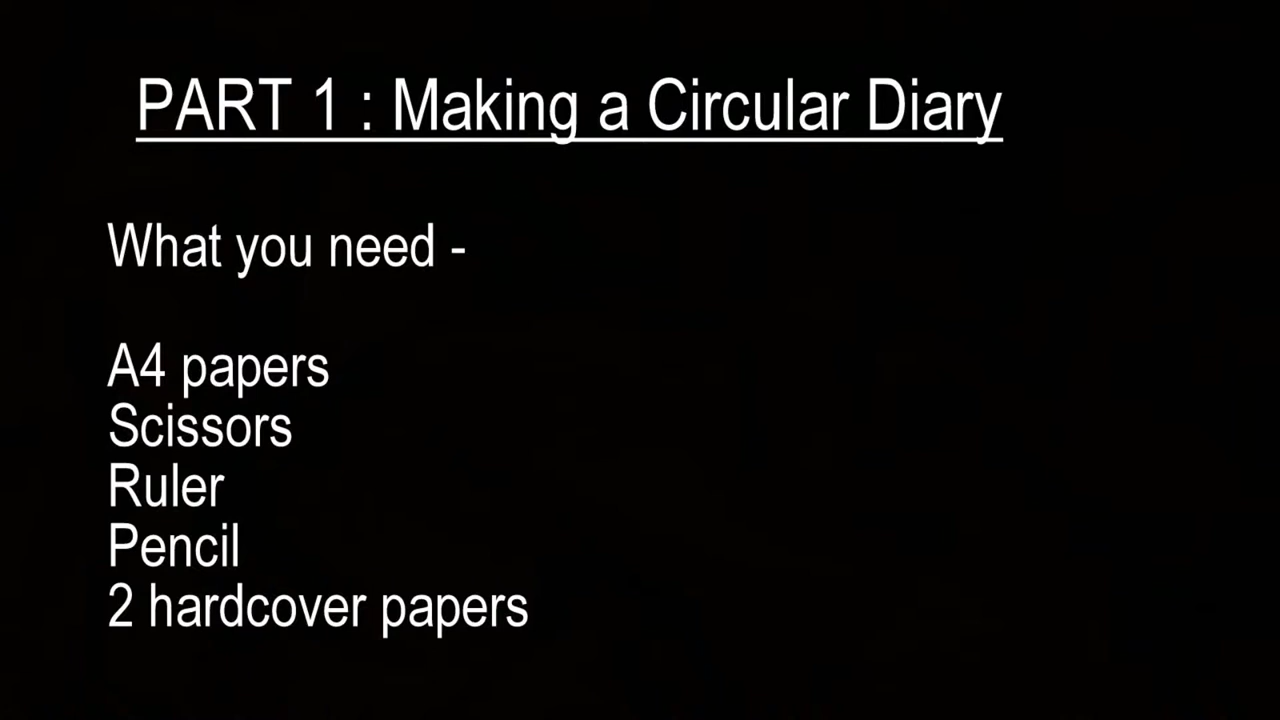 PART 1 : Making a Circular Diary
What you need -
A4 papers
Scissors
Ruler
Pencil
2 hardcover papers